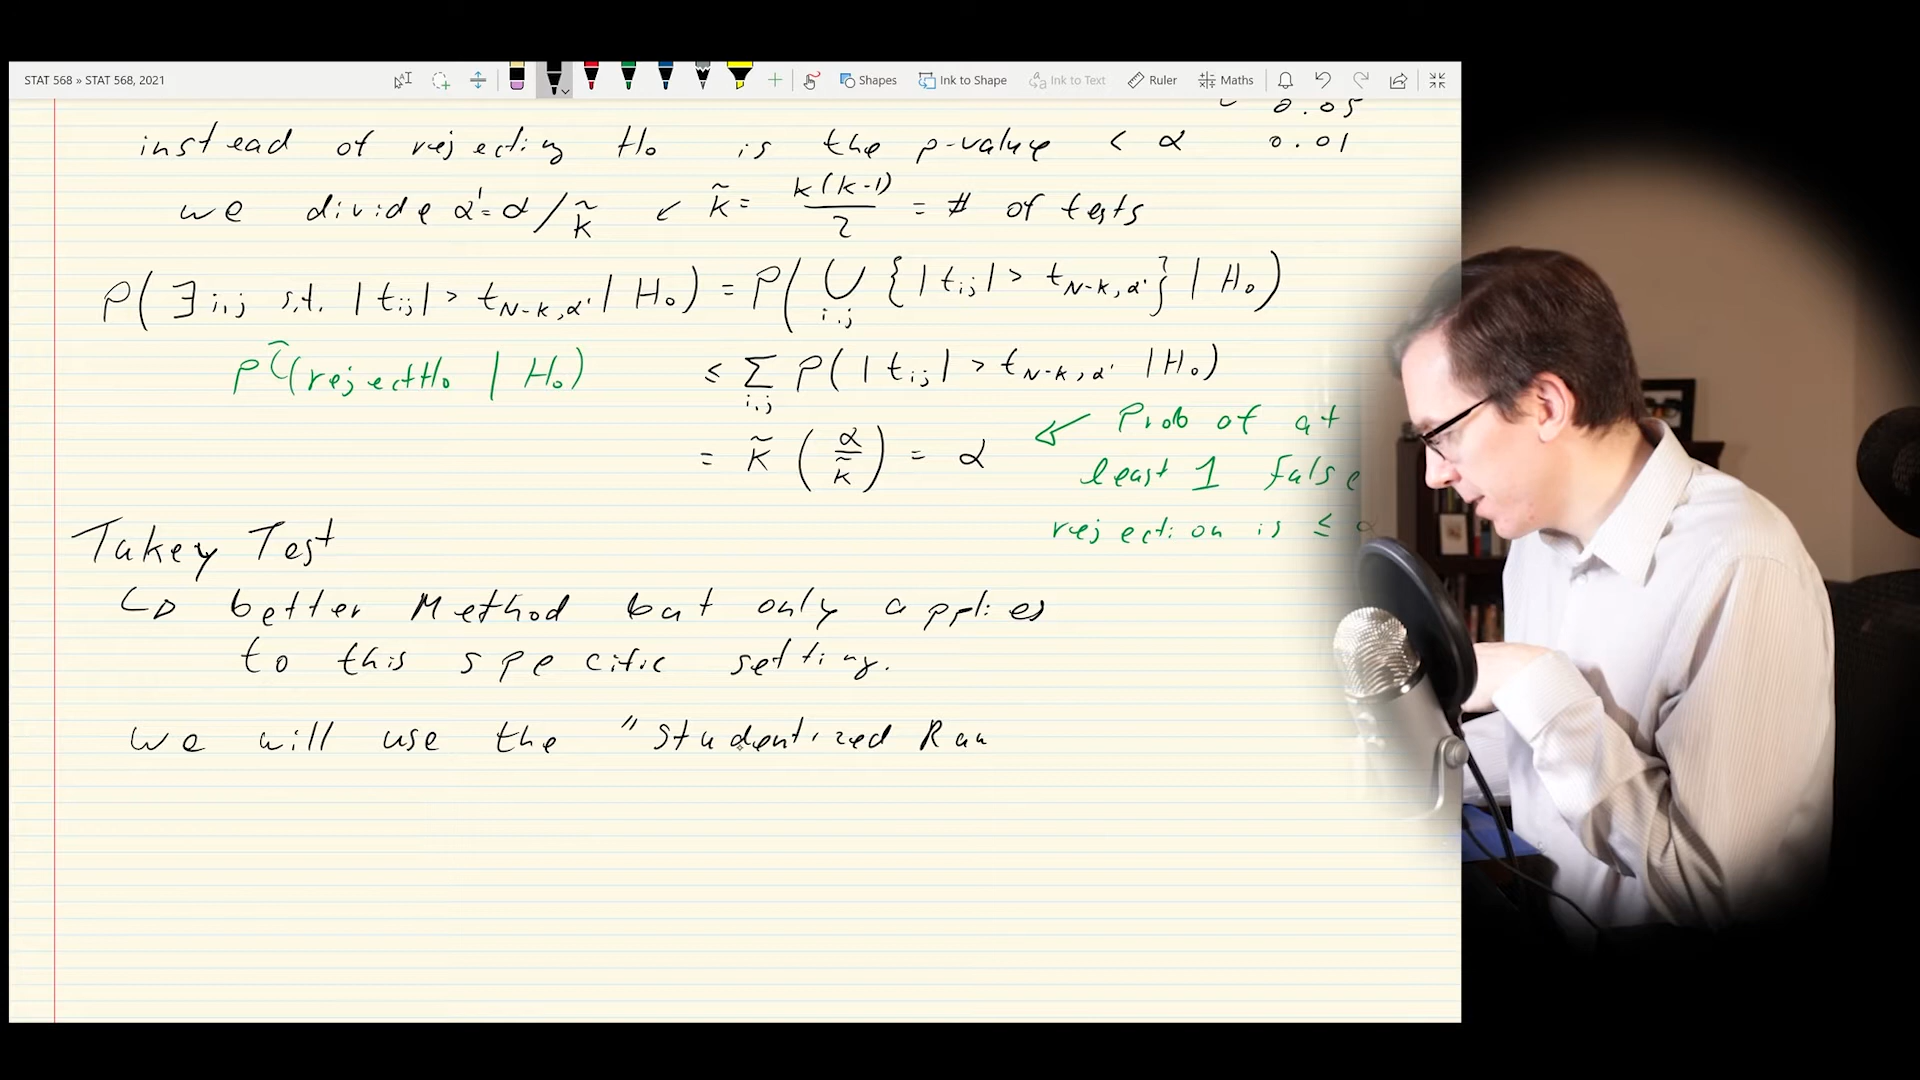 STAT 568 » STAT 568, 2021
Shapes
Ink to Shape
Ink to Text
Ruler
Maths
0.05
instead of rejecting H₀ is the p-value < α 0.01
we divide α' = α / k̃ ↙ k̃ = k(k-1)/2 = # of tests
P( ∃ i,j s.t. |tᵢⱼ| > t_{N-k,α'} | H₀ ) = P( ⋃_{i,j} { |tᵢⱼ| > t_{N-k,α'} } | H₀ )
P(reject H₀ | H₀) ≤ Σ_{i,j} P( |tᵢⱼ| > t_{N-k,α'} | H₀ )
= k̃ ( α / k̃ ) = α
← Prob of at
least 1 false
rejection is ≤ α
Tukey Test
↳ better Method but only applies
to this specific setting.
we will use the "Studentized Ran